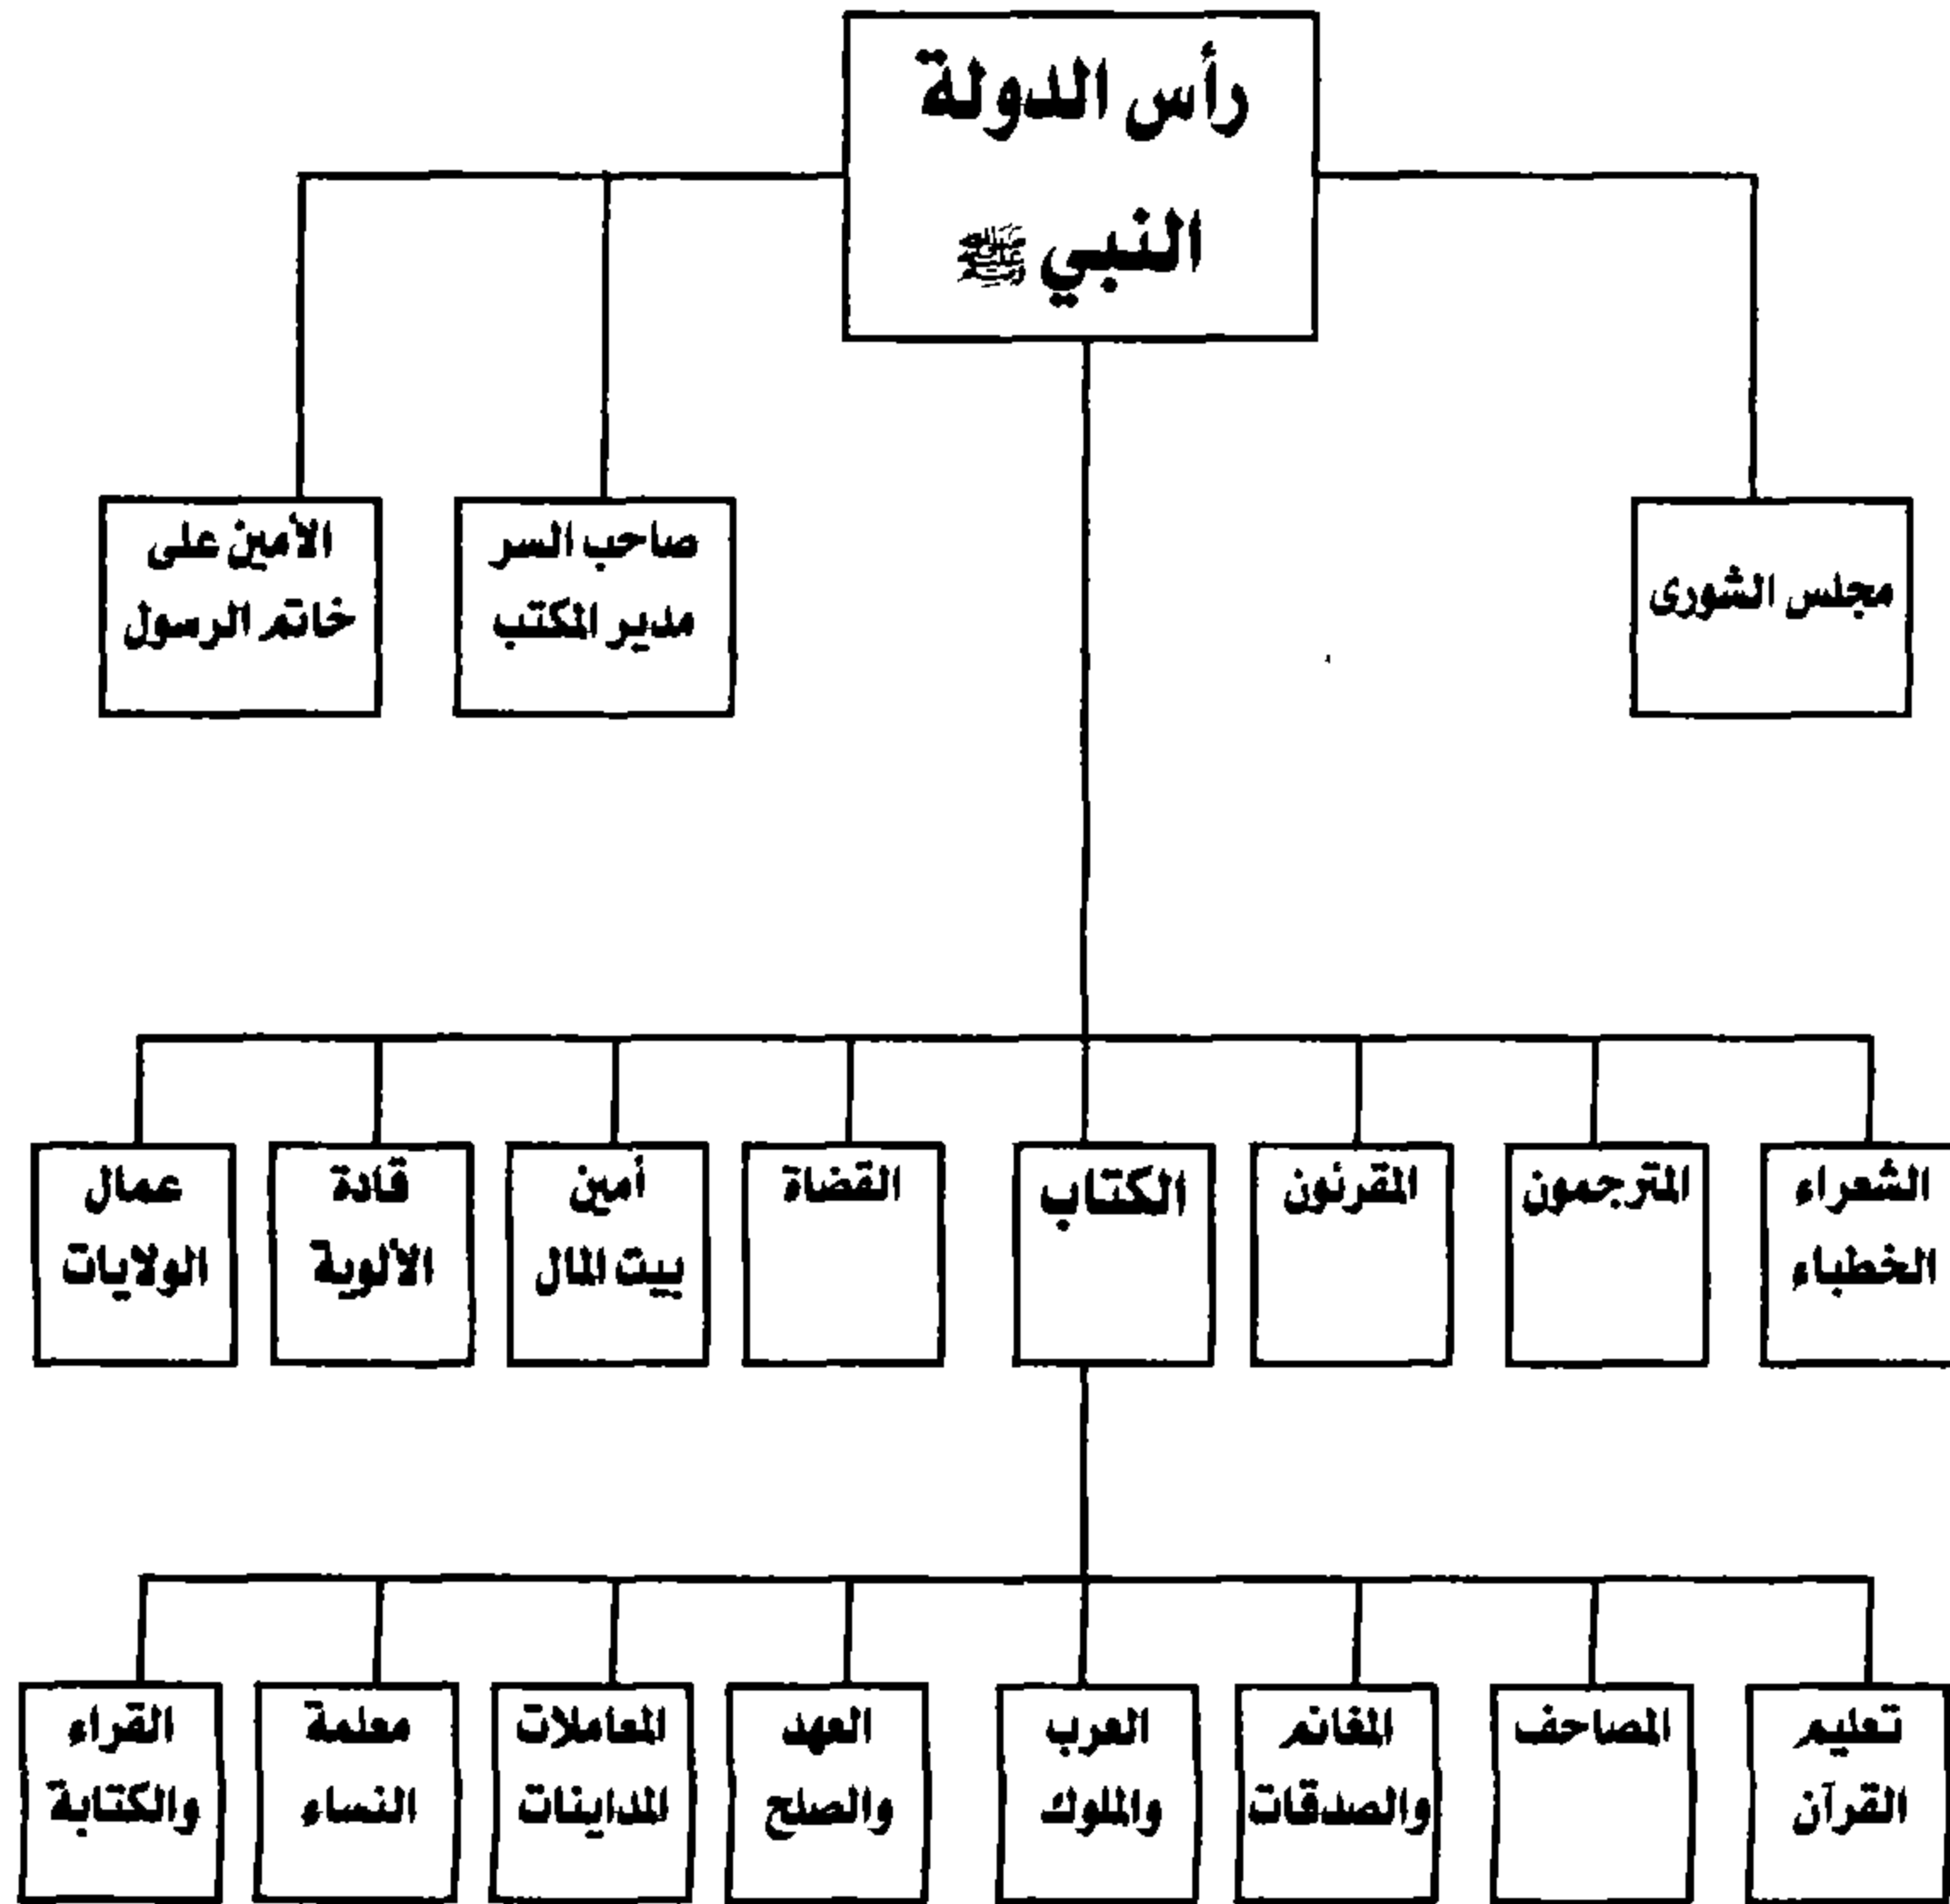 رأس الدولة
النبي ﷺ
مجلس الشورى
صاحب السر
مدير المكتب
الأمين على
خاتم الرسول
الشعراء
الخطباء
المترجمون
المقرئون
الكتاب
القضاة
أمين
بيت المال
قادة
الألوية
عمال
الولايات
تعليم
القرآن
المصاحف
المغانم
والصدقات
العرب
والملوك
العهد
والصلح
المعاملات
المداينات
معلمة
النساء
القراء
والكتابة